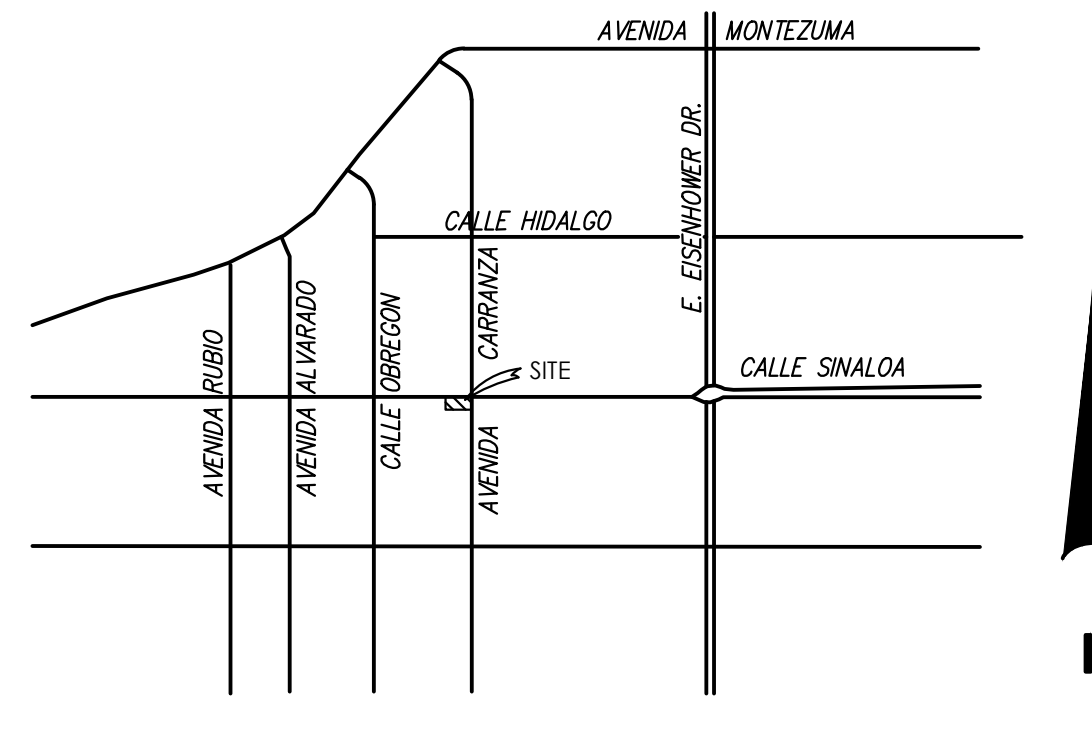 AVENIDA MONTEZUMA
E. EISENHOWER DR.
CALLE HIDALGO
AVENIDA CARRANZA
CALLE OBREGON
AVENIDA ALVARADO
AVENIDA RUBIO
SITE
CALLE SINALOA